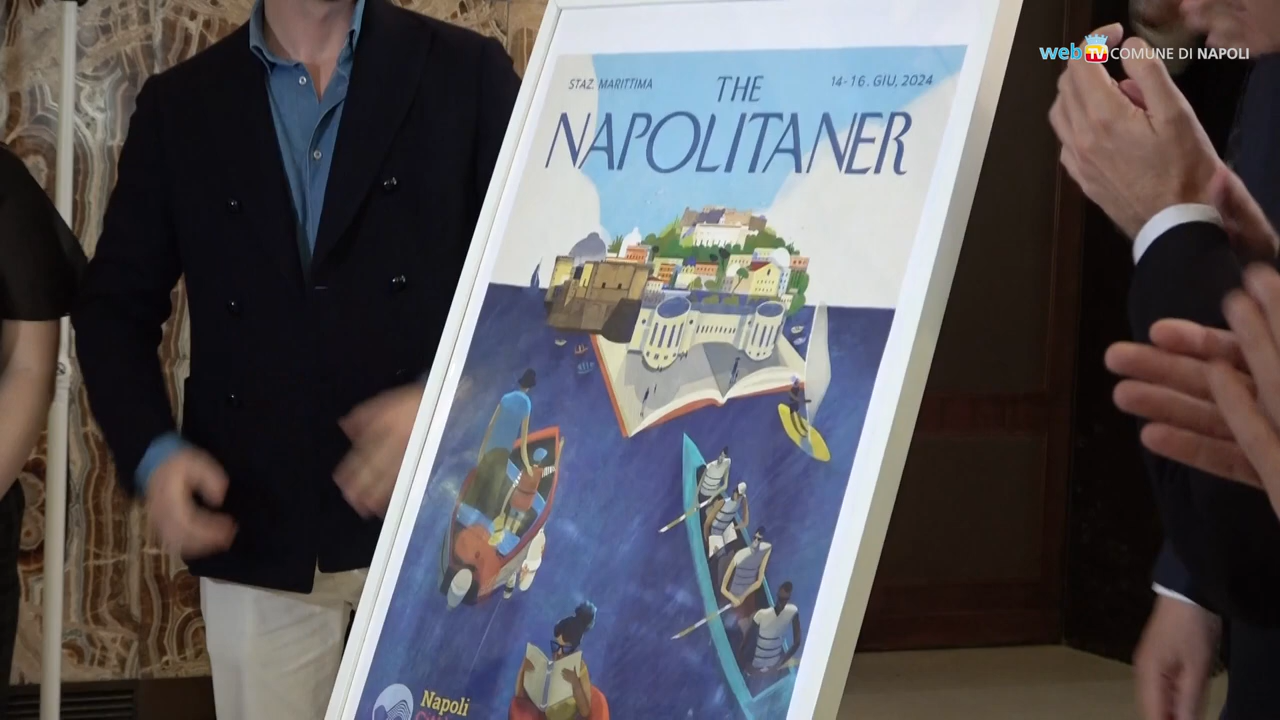 web TV COMUNE DI NAPOLI
STAZ. MARITTIMA
THE
14-16. GIU, 2024
NAPOLITANER
Napoli